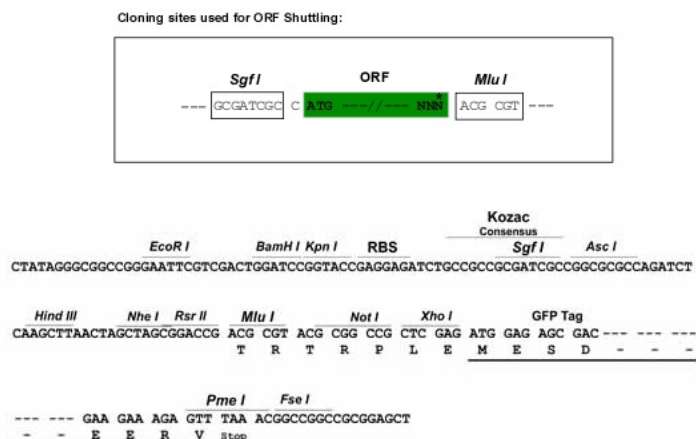 Cloning sites used for ORF Shuttling:
Sgf I ORF Mlu I
--- GCGATCGC C ATG ---//--- NNN* ACG CGT ---
Kozac
Consensus
EcoR I BamH I Kpn I RBS Sgf I Asc I
CTATAGGGCGGCCGGGAATTCGTCGACTGGATCCGGTACCGAGGAGATCTGCCGCCGCGATCGCCGGCGCGCCAGATCT
Hind III Nhe I Rsr II Mlu I Not I Xho I GFP Tag
CAAGCTTAACTAGCTAGCGGACCG ACG CGT ACG CGG CCG CTC GAG ATG GAG AGC GAC--- ------
T R T R P L E M E S D - - -
Pme I Fse I
--- --- GAA GAA AGA GTT TAA ACGGCCGGCCGCGGAGCT
- - E E R V Stop